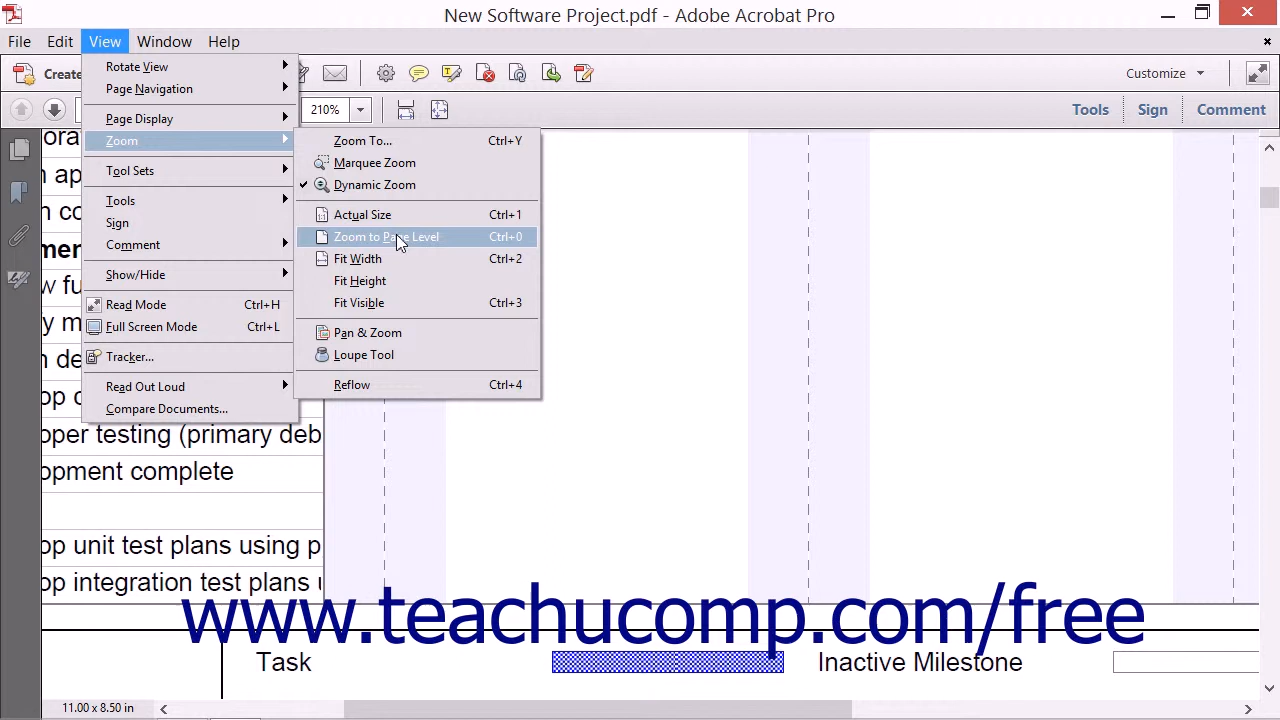 New Software Project.pdf - Adobe Acrobat Pro
File Edit View Window Help
Create
Customize
210%
Tools Sign Comment
Rotate View
Page Navigation
Page Display
Zoom
Tool Sets
Tools
Sign
Comment
Show/Hide
Read Mode Ctrl+H
Full Screen Mode Ctrl+L
Tracker...
Read Out Loud
Compare Documents...
Zoom To... Ctrl+Y
Marquee Zoom
Dynamic Zoom
Actual Size Ctrl+1
Zoom to Page Level Ctrl+0
Fit Width Ctrl+2
Fit Height
Fit Visible Ctrl+3
Pan & Zoom
Loupe Tool
Reflow Ctrl+4
orat
n ap
n co
mer
w fu
y m
n de
op c
oper testing (primary deb
opment complete
op unit test plans using p
op integration test plans
www.teachucomp.com/free
Task Inactive Milestone
11.00 x 8.50 in